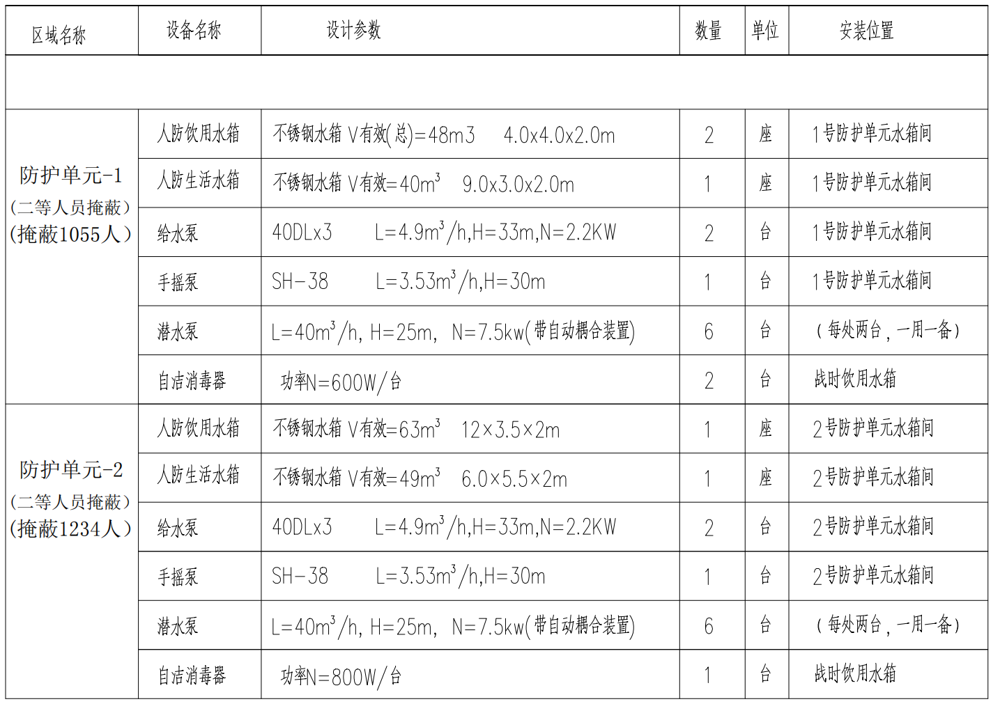 区域名称 设备名称 设计参数 数量 单位 安装位置
防护单元-1
(二等人员掩蔽)
(掩蔽1055人)
人防饮用水箱 不锈钢水箱 V有效(总)=48m3 4.0x4.0x2.0m 2 座 1号防护单元水箱间
人防生活水箱 不锈钢水箱 V有效=40m³ 9.0x3.0x2.0m 1 座 1号防护单元水箱间
给水泵 40DLx3 L=4.9m³/h,H=33m,N=2.2KW 2 台 1号防护单元水箱间
手摇泵 SH-38 L=3.53m³/h,H=30m 1 台 1号防护单元水箱间
潜水泵 L=40m³/h, H=25m, N=7.5kw(带自动耦合装置) 6 台 (每处两台,一用一备)
自洁消毒器 功率N=600W/台 2 台 战时饮用水箱
防护单元-2
(二等人员掩蔽)
(掩蔽1234人)
人防饮用水箱 不锈钢水箱 V有效=63m³ 12×3.5×2m 1 座 2号防护单元水箱间
人防生活水箱 不锈钢水箱 V有效=49m³ 6.0×5.5×2m 1 座 2号防护单元水箱间
给水泵 40DLx3 L=4.9m³/h,H=33m,N=2.2KW 2 台 2号防护单元水箱间
手摇泵 SH-38 L=3.53m³/h,H=30m 1 台 2号防护单元水箱间
潜水泵 L=40m³/h, H=25m, N=7.5kw(带自动耦合装置) 6 台 (每处两台,一用一备)
自洁消毒器 功率N=800W/台 1 台 战时饮用水箱